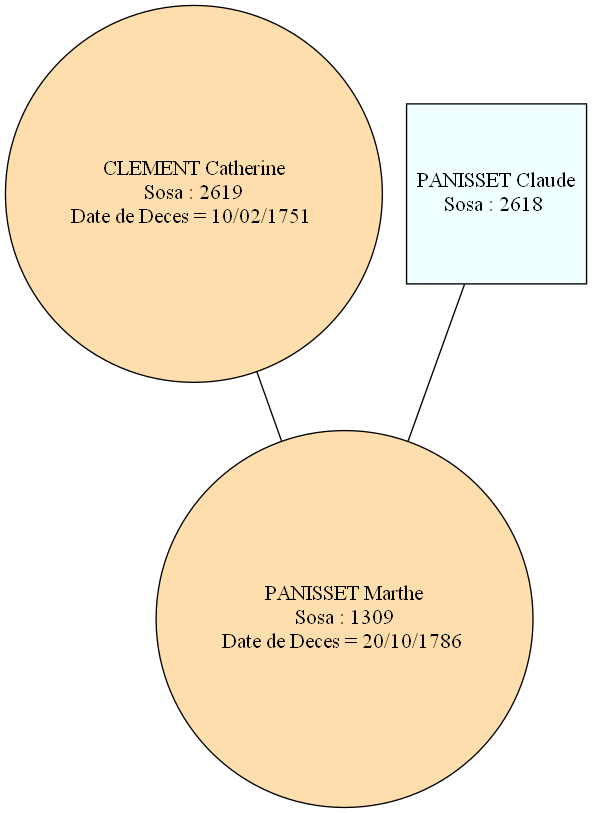 CLEMENT Catherine
Sosa : 2619
Date de Deces = 10/02/1751
PANISSET Claude
Sosa : 2618
PANISSET Marthe
Sosa : 1309
Date de Deces = 20/10/1786